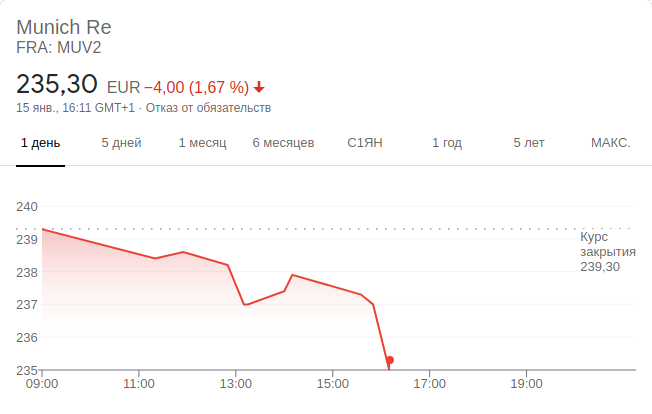 Munich Re
FRA: MUV2
235,30 EUR −4,00 (1,67 %)
15 янв., 16:11 GMT+1 · Отказ от обязательств
1 день 5 дней 1 месяц 6 месяцев С1ЯН 1 год 5 лет МАКС.
240
239
238
237
236
235
Курс
закрытия
239,30
09:00 11:00 13:00 15:00 17:00 19:00